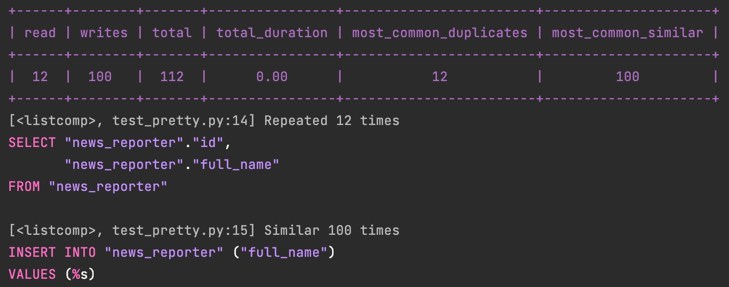 +------+--------+-------+----------------+------------------------+---------------------+
| read | writes | total | total_duration | most_common_duplicates | most_common_similar |
+------+--------+-------+----------------+------------------------+---------------------+
|  12  |  100   |  112  |      0.00      |           12           |         100         |
+------+--------+-------+----------------+------------------------+---------------------+
[<listcomp>, test_pretty.py:14] Repeated 12 times
SELECT "news_reporter"."id",
       "news_reporter"."full_name"
FROM "news_reporter"

[<listcomp>, test_pretty.py:15] Similar 100 times
INSERT INTO "news_reporter" ("full_name")
VALUES (%s)